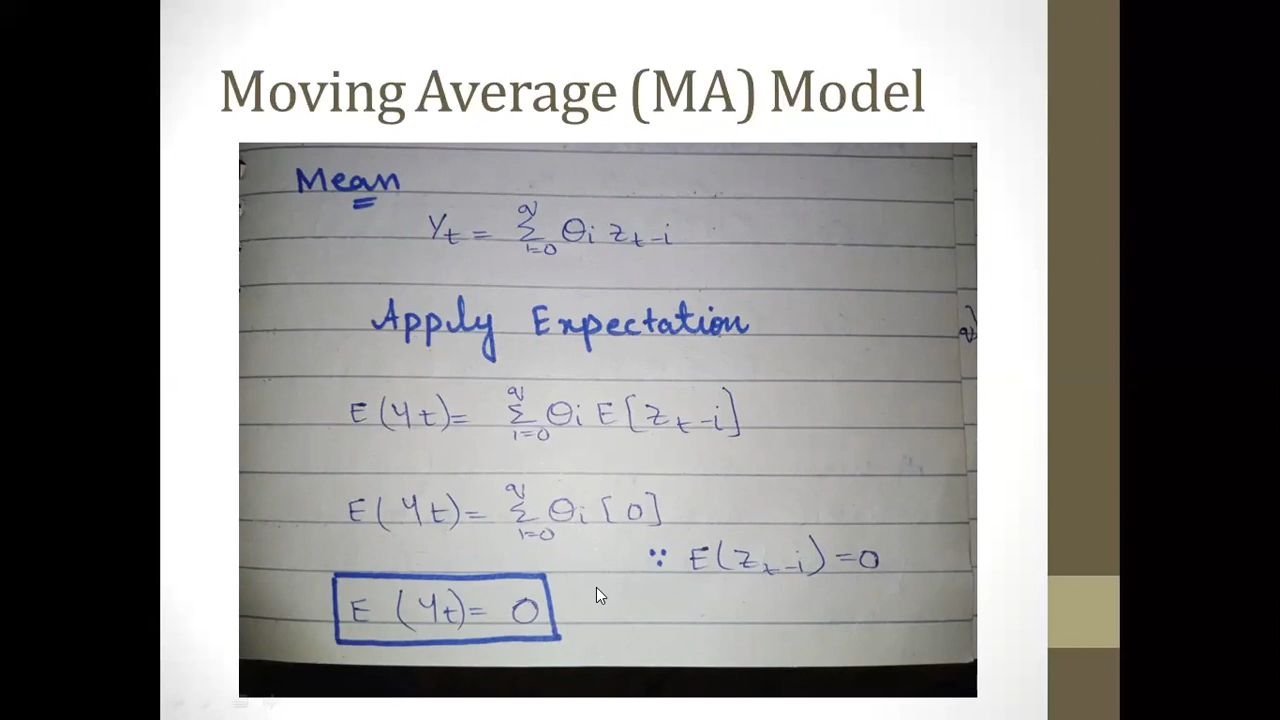 Moving Average (MA) Model
Mean
Yt = Σ_{i=0}^{q} θi Zt-i
Apply Expectation
E(Yt)= Σ_{i=0}^{q} θi E[Zt-i]
E(Yt)= Σ_{i=0}^{q} θi [0]
∵ E(Zt-i)=0
E (Yt)= 0